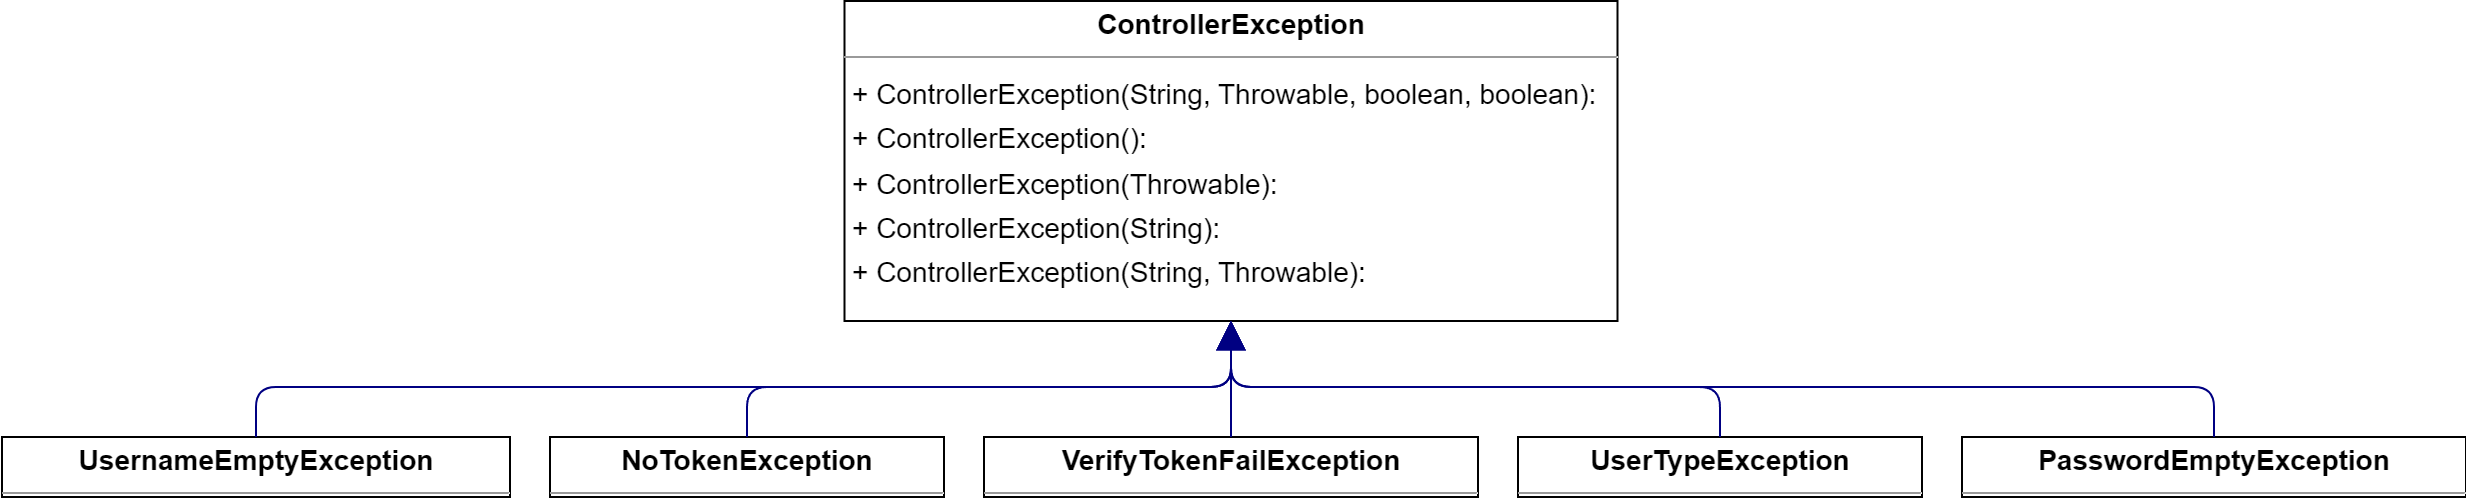 ControllerException
+ ControllerException(String, Throwable, boolean, boolean):
+ ControllerException():
+ ControllerException(Throwable):
+ ControllerException(String):
+ ControllerException(String, Throwable):
UsernameEmptyException
NoTokenException
VerifyTokenFailException
UserTypeException
PasswordEmptyException